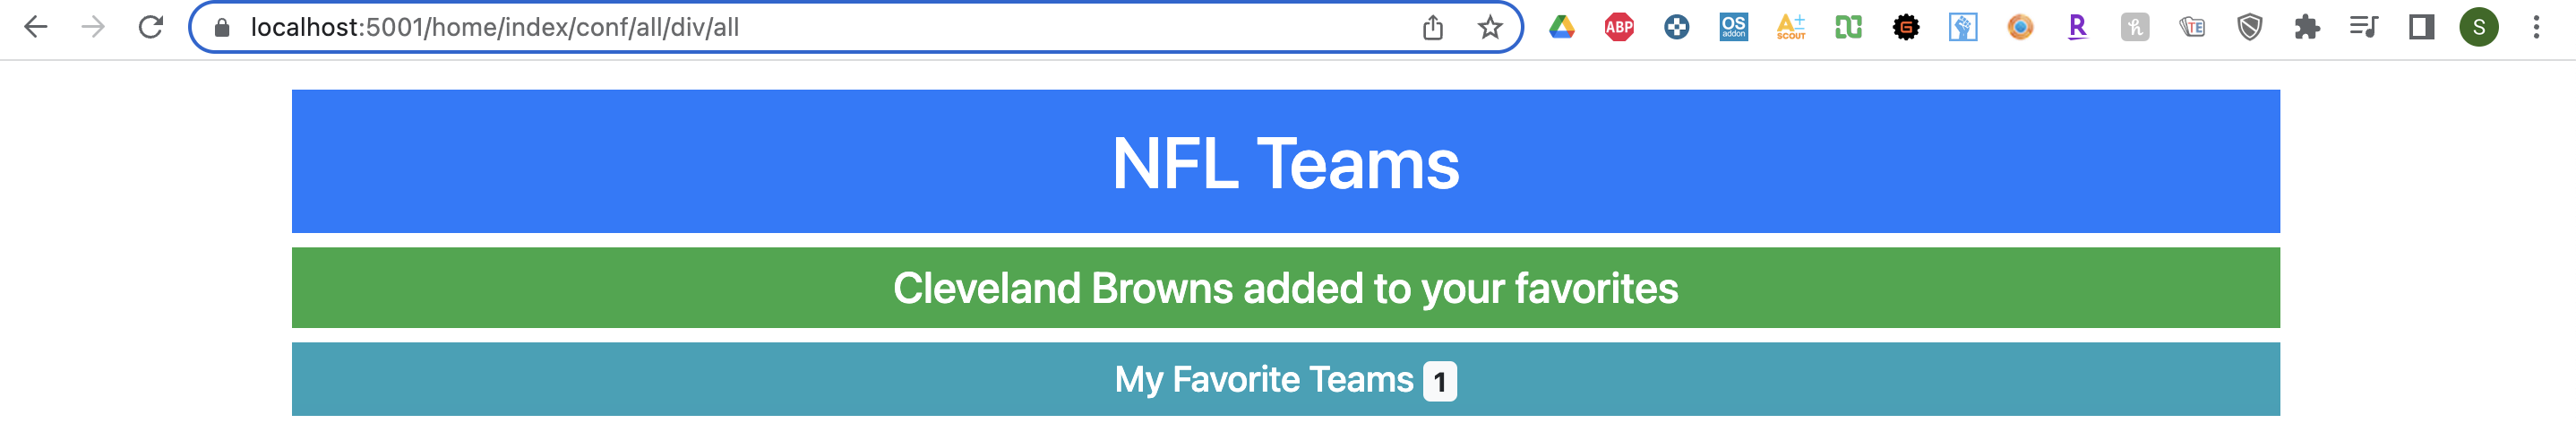 localhost:5001/home/index/conf/all/div/all
ABP
OS
addon
A±
SCOUT
G
R
h
TE
S
NFL Teams
Cleveland Browns added to your favorites
My Favorite Teams 1